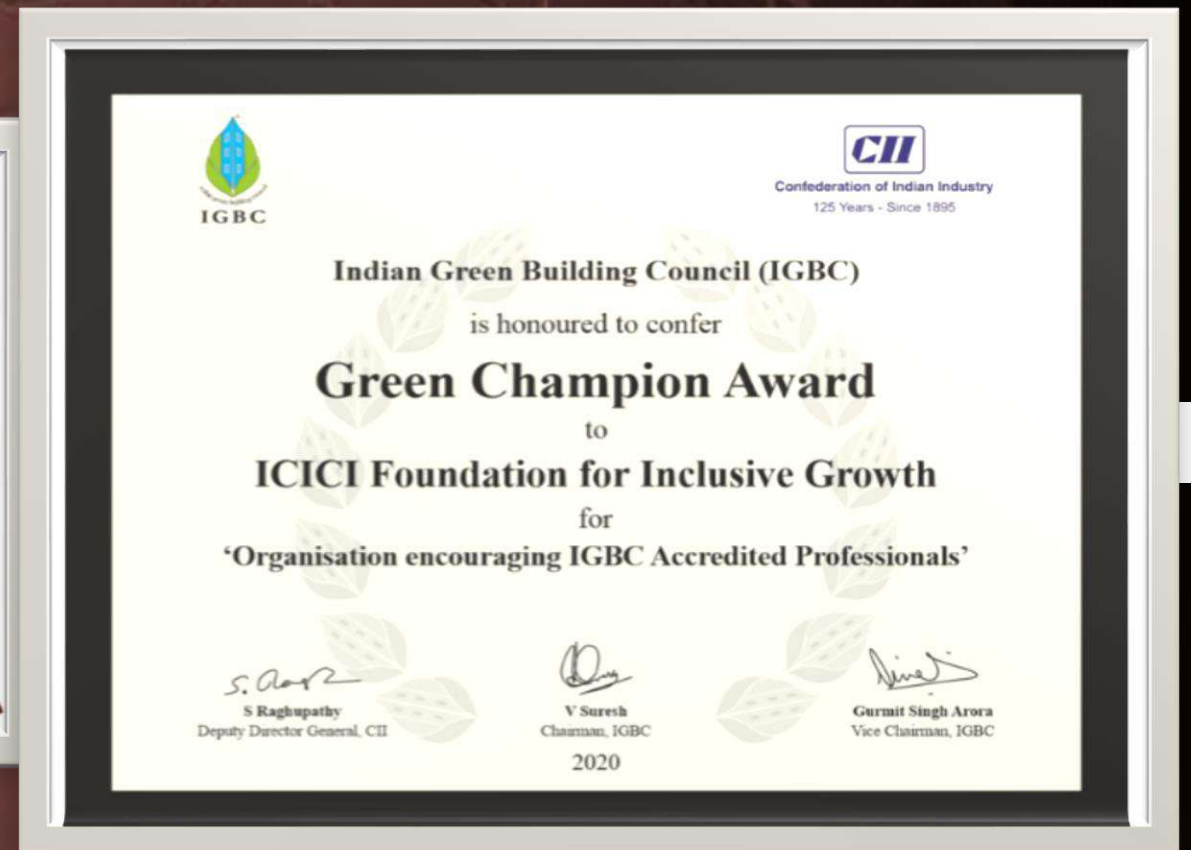 IGBC
CII
Confederation of Indian Industry
125 Years - Since 1895
Indian Green Building Council (IGBC)
is honoured to confer
Green Champion Award
to
ICICI Foundation for Inclusive Growth
for
‘Organisation encouraging IGBC Accredited Professionals’
S Raghupathy
Deputy Director General, CII
V Suresh
Chairman, IGBC
Gurmit Singh Arora
Vice Chairman, IGBC
2020